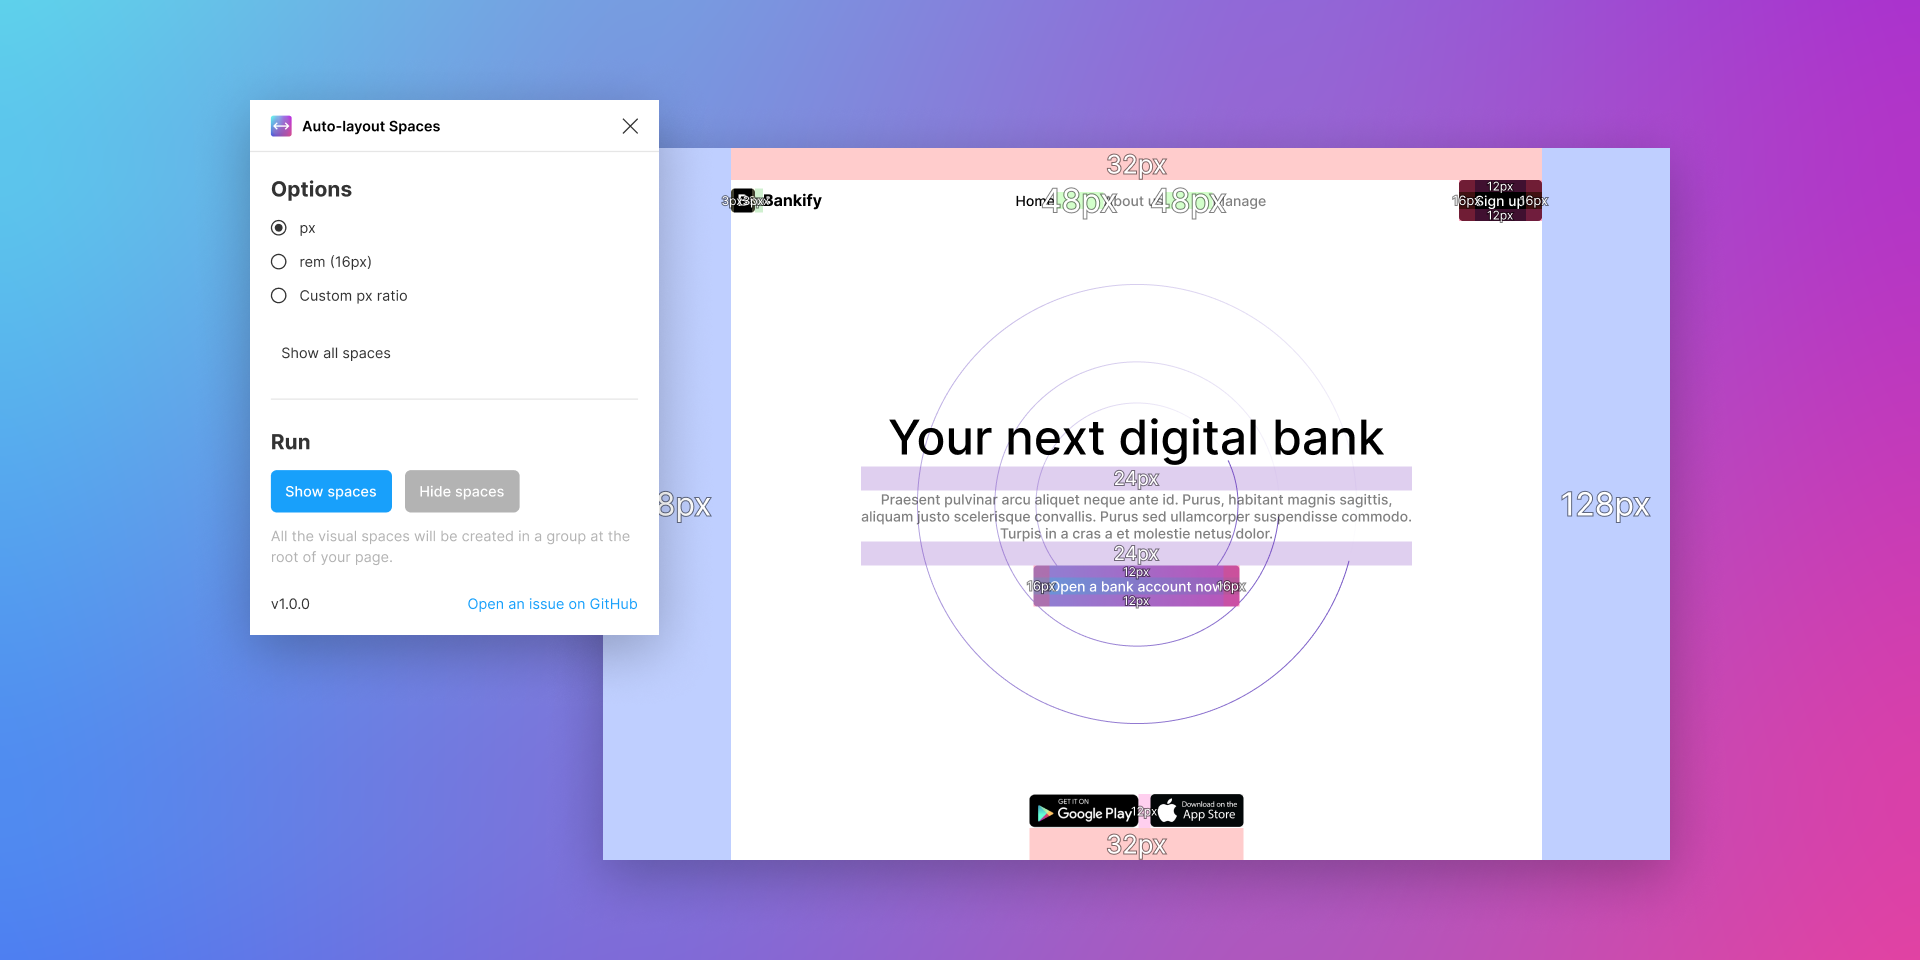 Auto-layout Spaces
Options
px
rem (16px)
Custom px ratio
Show all spaces
Run
Show spaces
Hide spaces
All the visual spaces will be created in a group at the
root of your page.
v1.0.0
Open an issue on GitHub
32px
Bankify
Home
48px
About us
48px
Manage
12px
16px
Sign up
16px
12px
Your next digital bank
24px
8px
128px
Praesent pulvinar arcu aliquet neque ante id. Purus, habitant magnis sagittis,
aliquam justo scelerisque convallis. Purus sed ullamcorper suspendisse commodo.
Turpis in a cras a et molestie netus dolor.
24px
12px
16px
Open a bank account now
16px
12px
GET IT ON
Google Play
12px
Download on the
App Store
32px